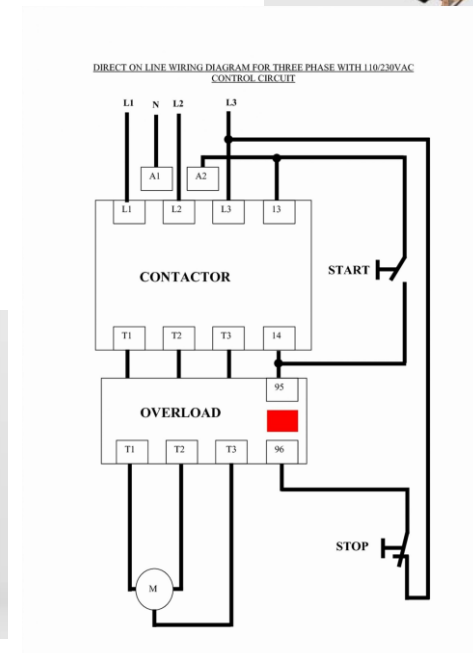 DIRECT ON LINE WIRING DIAGRAM FOR THREE PHASE WITH 110/230VAC
CONTROL CIRCUIT
L1 N L2 L3
A1 A2
L1 L2 L3 13
CONTACTOR
START
T1 T2 T3 14
95
OVERLOAD
T1 T2 T3 96
STOP
M